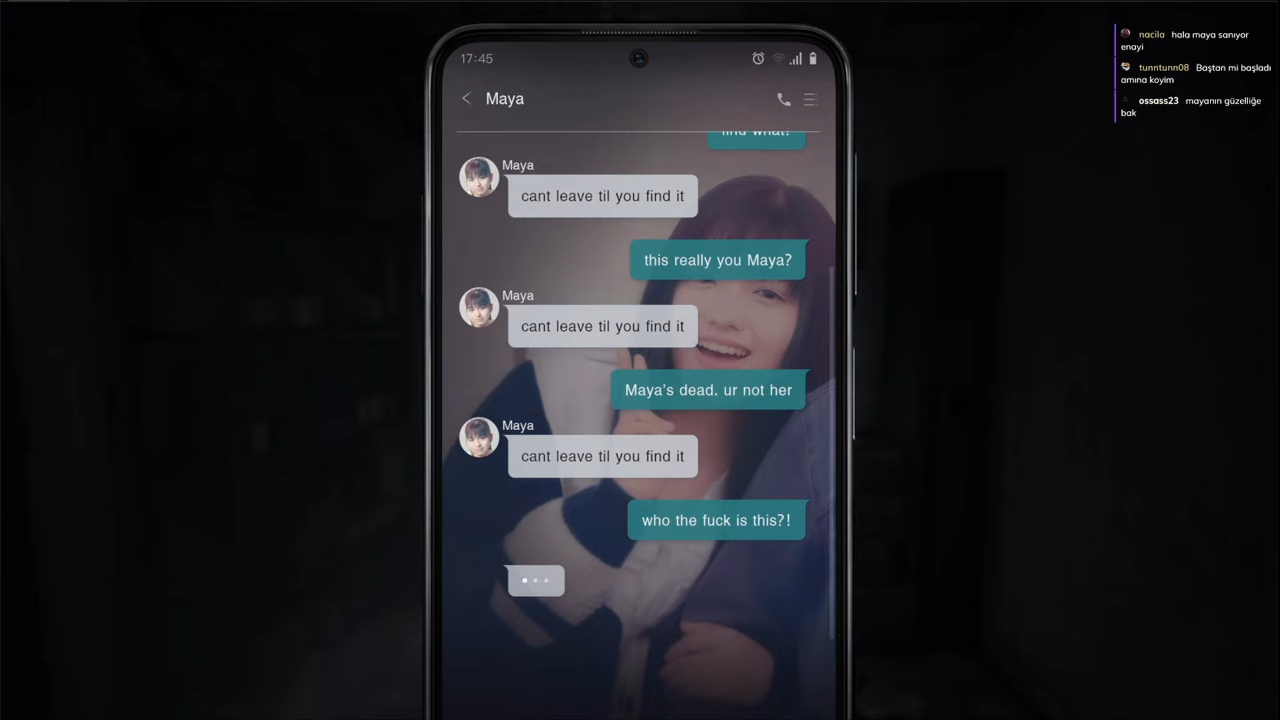 17:45
Maya
find what?
Maya
cant leave til you find it
this really you Maya?
Maya
cant leave til you find it
Maya's dead. ur not her
Maya
cant leave til you find it
who the fuck is this?!
nacila hala maya sanıyor
enayi
tunntunn08 Baştan mi başladı
amına koyim
ossass23 mayanın güzelliğe
bak